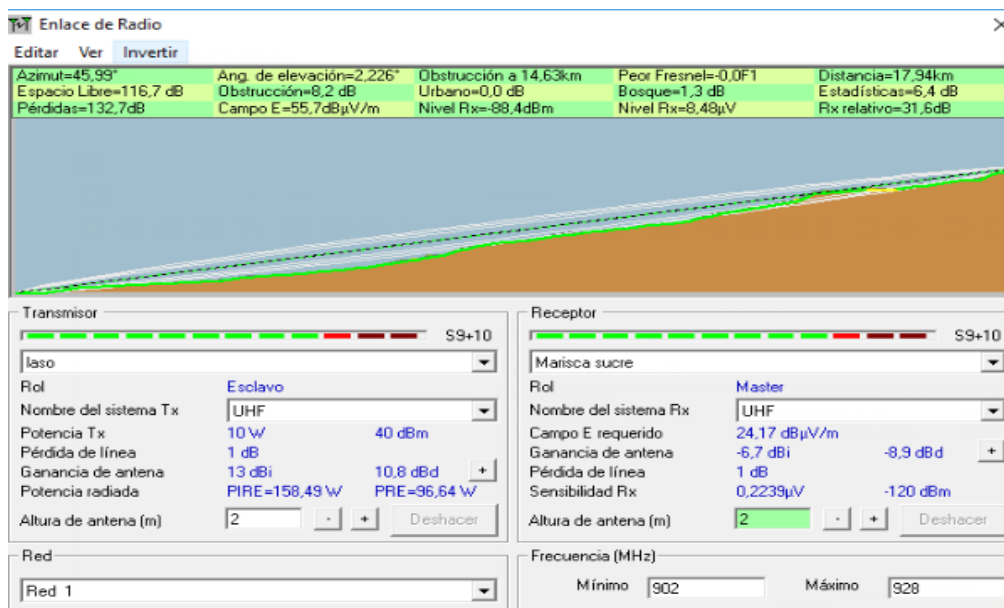 Enlace de Radio
Editar Ver Invertir
Azimut=45,99° Ang. de elevación=2,226° Obstrucción a 14,63km Peor Fresnel=-0,0F1 Distancia=17,94km
Espacio Libre=116,7 dB Obstrucción=8,2 dB Urbano=0,0 dB Bosque=1,3 dB Estadísticas=6,4 dB
Pérdidas=132,7dB Campo E=55,7dBµV/m Nivel Rx=-88,4dBm Nivel Rx=8,48µV Rx relativo=31,6dB
Transmisor
S9+10
laso
Rol Esclavo
Nombre del sistema Tx UHF
Potencia Tx 10 W 40 dBm
Pérdida de línea 1 dB
Ganancia de antena 13 dBi 10,8 dBd +
Potencia radiada PIRE=158,49 W PRE=96,64 W
Altura de antena (m) 2 - + Deshacer
Receptor
S9+10
Marisca sucre
Rol Master
Nombre del sistema Rx UHF
Campo E requerido 24,17 dBµV/m
Ganancia de antena -6,7 dBi -8,9 dBd +
Pérdida de línea 1 dB
Sensibilidad Rx 0,2239µV -120 dBm
Altura de antena (m) 2 - + Deshacer
Red
Red 1
Frecuencia (MHz)
Mínimo 902 Máximo 928